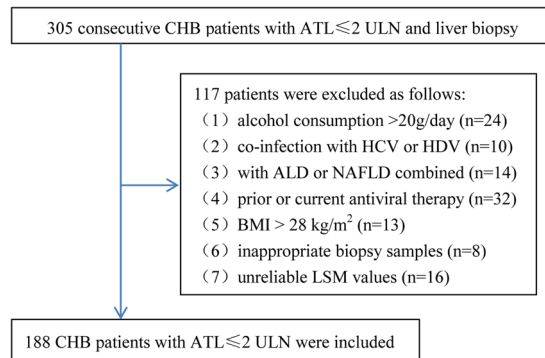 305 consecutive CHB patients with ATL≤2 ULN and liver biopsy
117 patients were excluded as follows:
（1）alcohol consumption >20g/day (n=24)
（2）co-infection with HCV or HDV (n=10)
（3）with ALD or NAFLD combined (n=14)
（4）prior or current antiviral therapy (n=32)
（5）BMI > 28 kg/m² (n=13)
（6）inappropriate biopsy samples (n=8)
（7）unreliable LSM values (n=16)
188 CHB patients with ATL≤2 ULN were included